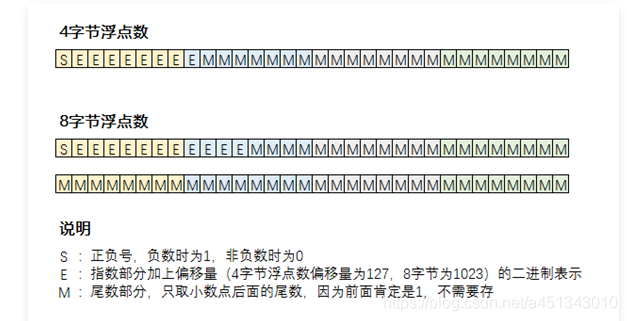 4字节浮点数
SEEEEEEEEMMMMMMMMMMMMMMMMMMMMMMM
8字节浮点数
SEEEEEEEEEEEMMMMMMMMMMMMMMMMMMMM
MMMMMMMMMMMMMMMMMMMMMMMMMMMMMMMM
说明
S : 正负号,负数时为1,非负数时为0
E : 指数部分加上偏移量(4字节浮点数偏移量为127,8字节为1023)的二进制表示
M : 尾数部分,只取小数点后面的尾数,因为前面肯定是1,不需要存
https://blog.csdn.net/a451343010